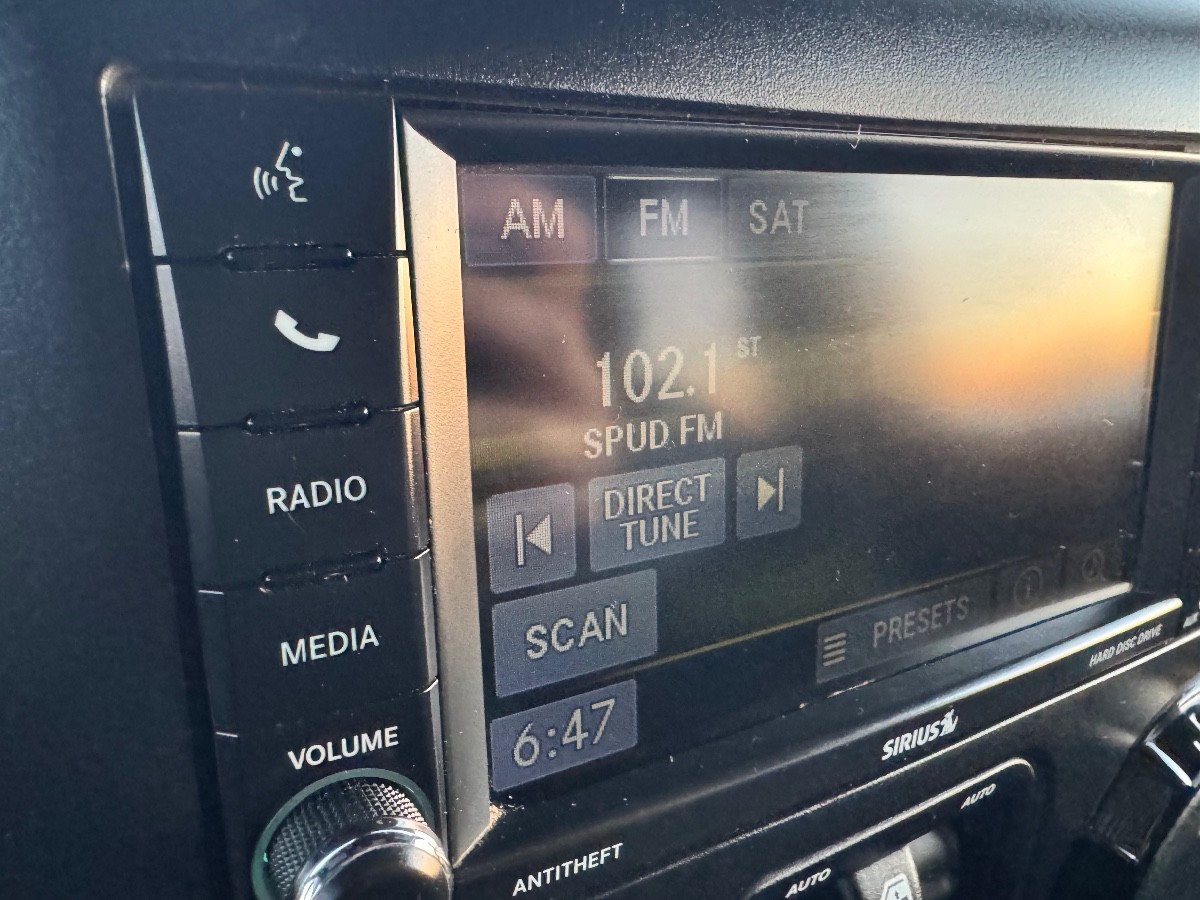 AM FM SAT
102.1 ST
SPUD FM
RADIO
DIRECT
TUNE
SCAN
MEDIA
PRESETS
HARD DISC DRIVE
6:47
VOLUME
SIRIUS
AUTO
ANTITHEFT
AUTO